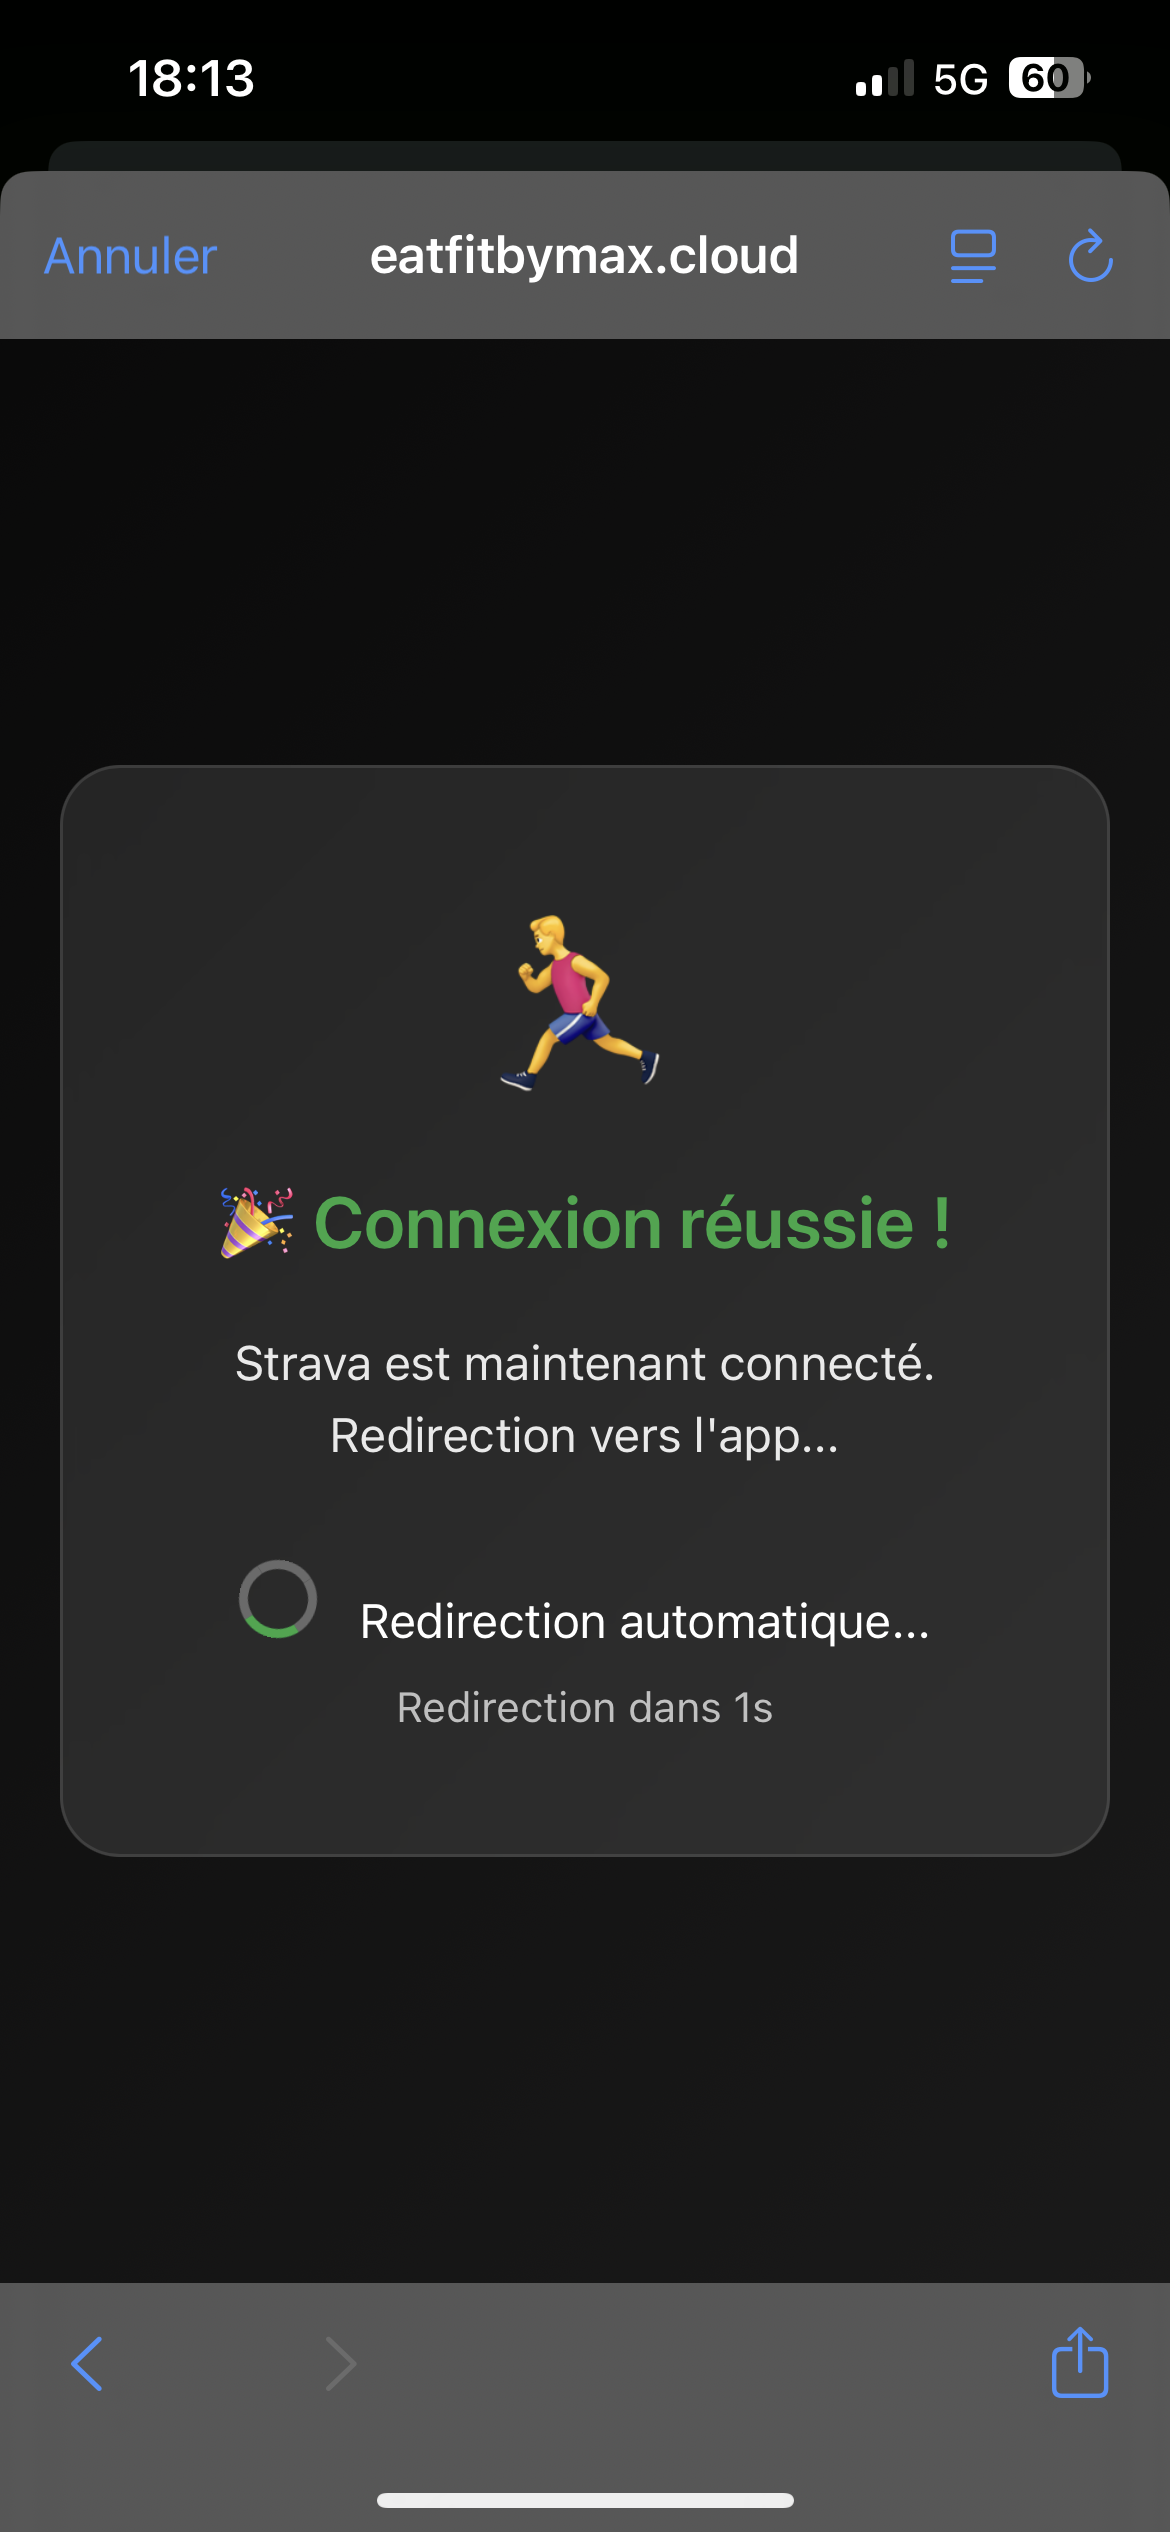 18:13
5G 60
Annuler
eatfitbymax.cloud
🎉 Connexion réussie !
Strava est maintenant connecté.
Redirection vers l'app...
Redirection automatique...
Redirection dans 1s